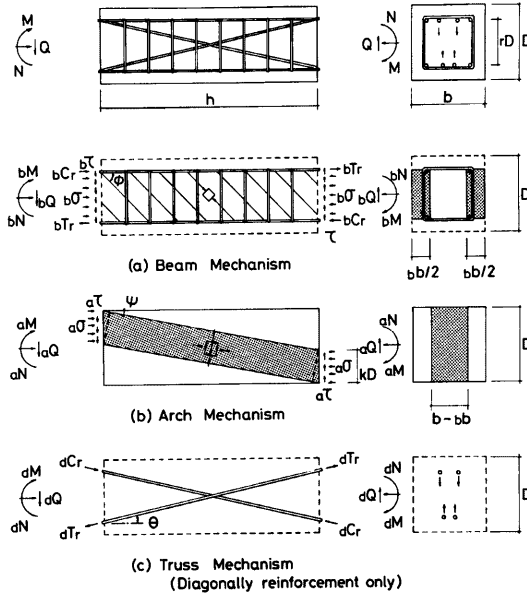 M
Q
N
h
N
Q
M
rD
D
b
bτ
bM
bCr
ϕ
bσ
bQ
bN
bTr
bTr
bσ
bCr
τ
bN
bQ
bM
D
bb/2
bb/2
(a) Beam Mechanism
aτ
ψ
aM
aσ
aQ
aN
aQ
aσ
kD
aτ
aN
aM
D
b - bb
(b) Arch Mechanism
dCr
dM
dQ
dN
dTr
θ
dTr
dCr
dN
dQ
dM
D
(c) Truss Mechanism
(Diagonally reinforcement only)